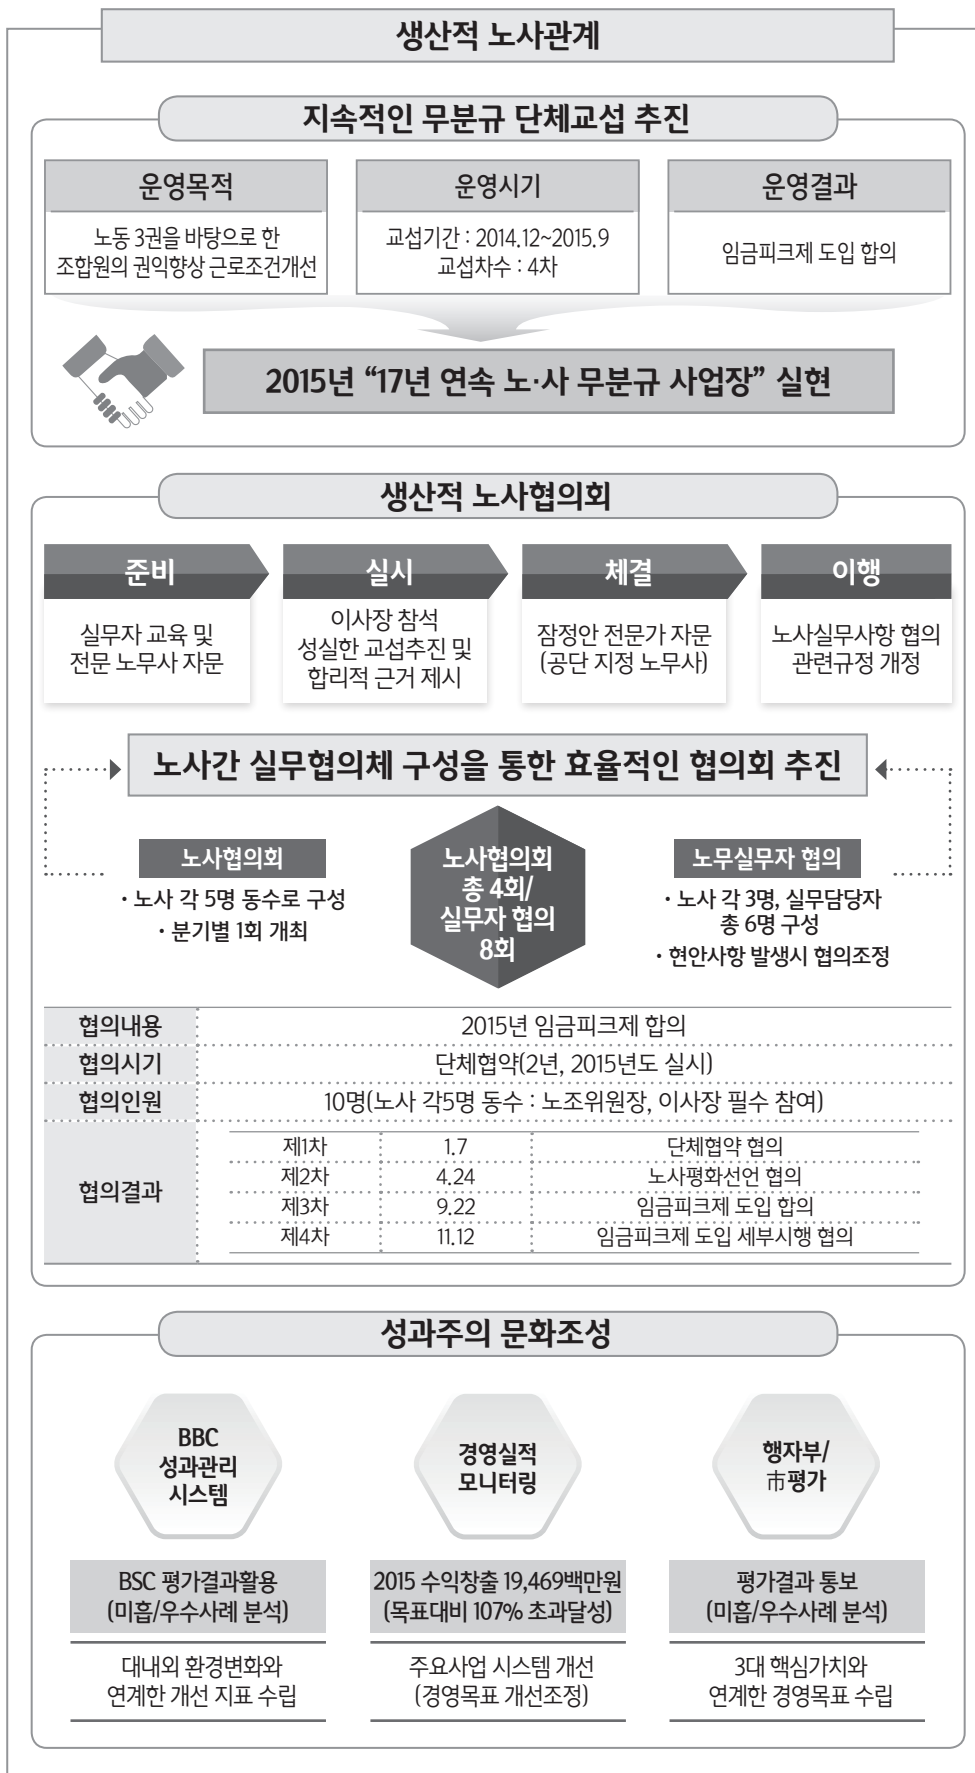 생산적 노사관계
지속적인 무분규 단체교섭 추진
운영목적
노동 3권을 바탕으로 한
조합원의 권익향상 근로조건개선
운영시기
교섭기간 : 2014.12~2015.9
교섭차수 : 4차
운영결과
임금피크제 도입 합의
2015년 “17년 연속 노·사 무분규 사업장” 실현
생산적 노사협의회
준비
실무자 교육 및
전문 노무사 자문
실시
이사장 참석
성실한 교섭추진 및
합리적 근거 제시
체결
잠정안 전문가 자문
(공단 지정 노무사)
이행
노사실무사항 협의
관련규정 개정
노사간 실무협의체 구성을 통한 효율적인 협의회 추진
노사협의회
• 노사 각 5명 동수로 구성
• 분기별 1회 개최
노사협의회
총 4회/
실무자 협의
8회
노무실무자 협의
• 노사 각 3명, 실무담당자
총 6명 구성
• 현안사항 발생시 협의조정
협의내용 2015년 임금피크제 합의
협의시기 단체협약(2년, 2015년도 실시)
협의인원 10명(노사 각5명 동수 : 노조위원장, 이사장 필수 참여)
협의결과
제1차 1.7 단체협약 협의
제2차 4.24 노사평화선언 협의
제3차 9.22 임금피크제 도입 합의
제4차 11.12 임금피크제 도입 세부시행 협의
성과주의 문화조성
BBC
성과관리
시스템
BSC 평가결과활용
(미흡/우수사례 분석)
대내외 환경변화와
연계한 개선 지표 수립
경영실적
모니터링
2015 수익창출 19,469백만원
(목표대비 107% 초과달성)
주요사업 시스템 개선
(경영목표 개선조정)
행자부/
市평가
평가결과 통보
(미흡/우수사례 분석)
3대 핵심가치와
연계한 경영목표 수립